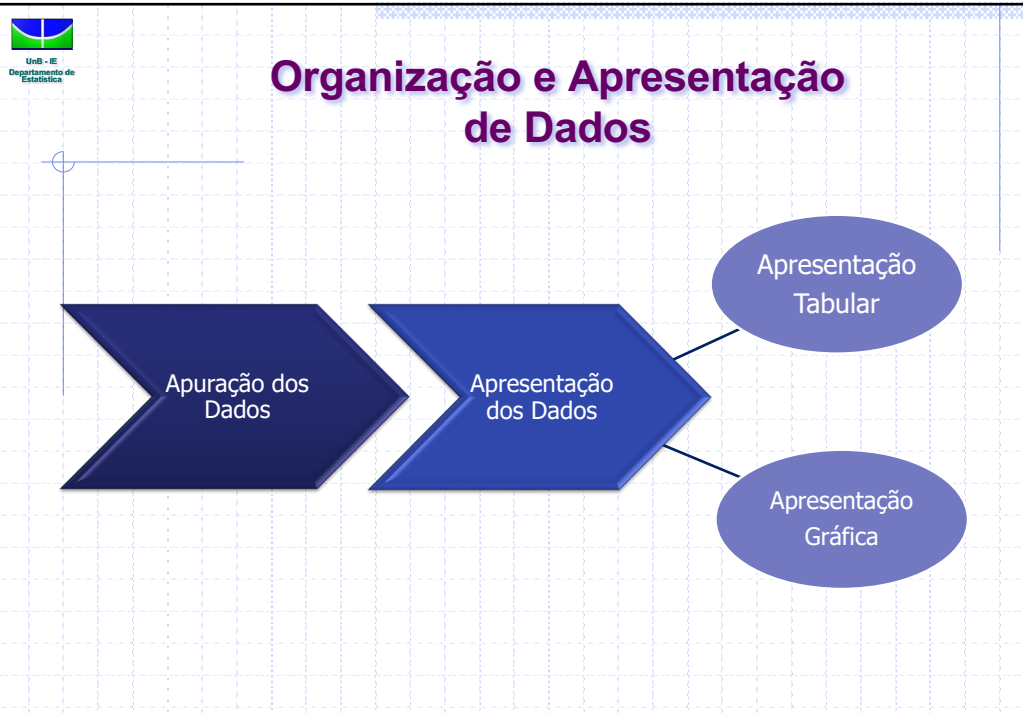 UnB - IE
Departamento de
Estatística
Organização e Apresentação
de Dados
Apuração dos
Dados
Apresentação
dos Dados
Apresentação
Tabular
Apresentação
Gráfica